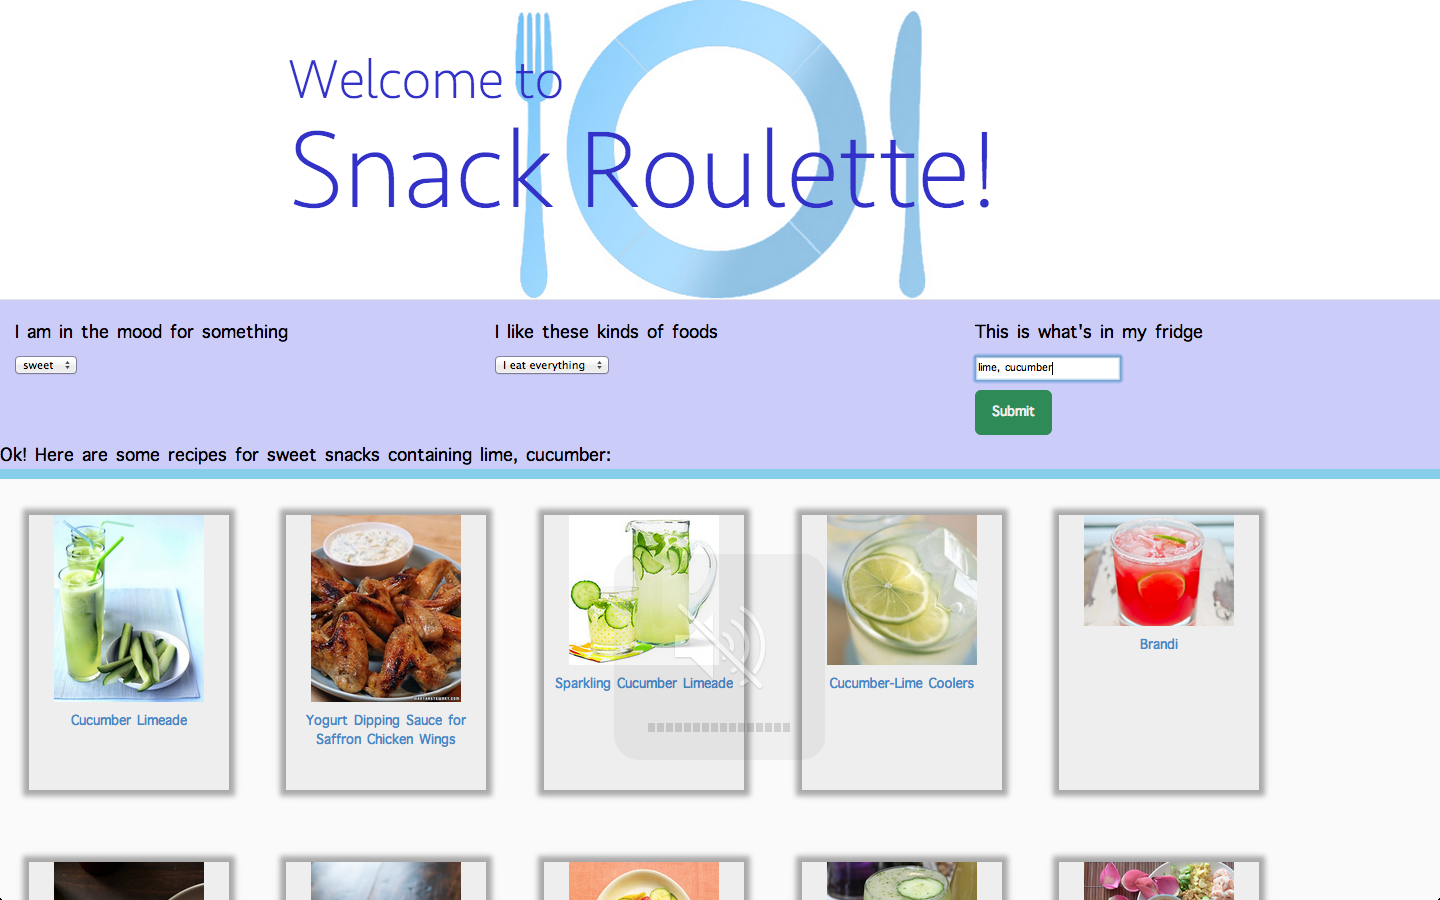 Welcome to
Snack Roulette!
I am in the mood for something
I like these kinds of foods
This is what's in my fridge
sweet
I eat everything
lime, cucumber
Submit
Ok! Here are some recipes for sweet snacks containing lime, cucumber:
Cucumber Limeade
Yogurt Dipping Sauce for
Saffron Chicken Wings
Sparkling Cucumber Limeade
Cucumber-Lime Coolers
Brandi